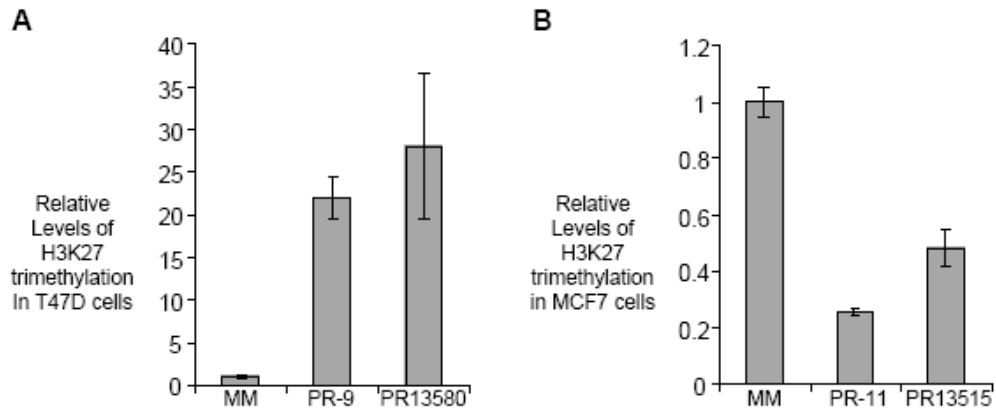 A
40
35
30
25
20
15
10
5
0
Relative
Levels of
H3K27
trimethylation
In T47D cells
MM
PR-9
PR13580
B
1.2
1
0.8
0.6
0.4
0.2
0
Relative
Levels of
H3K27
trimethylation
in MCF7 cells
MM
PR-11
PR13515